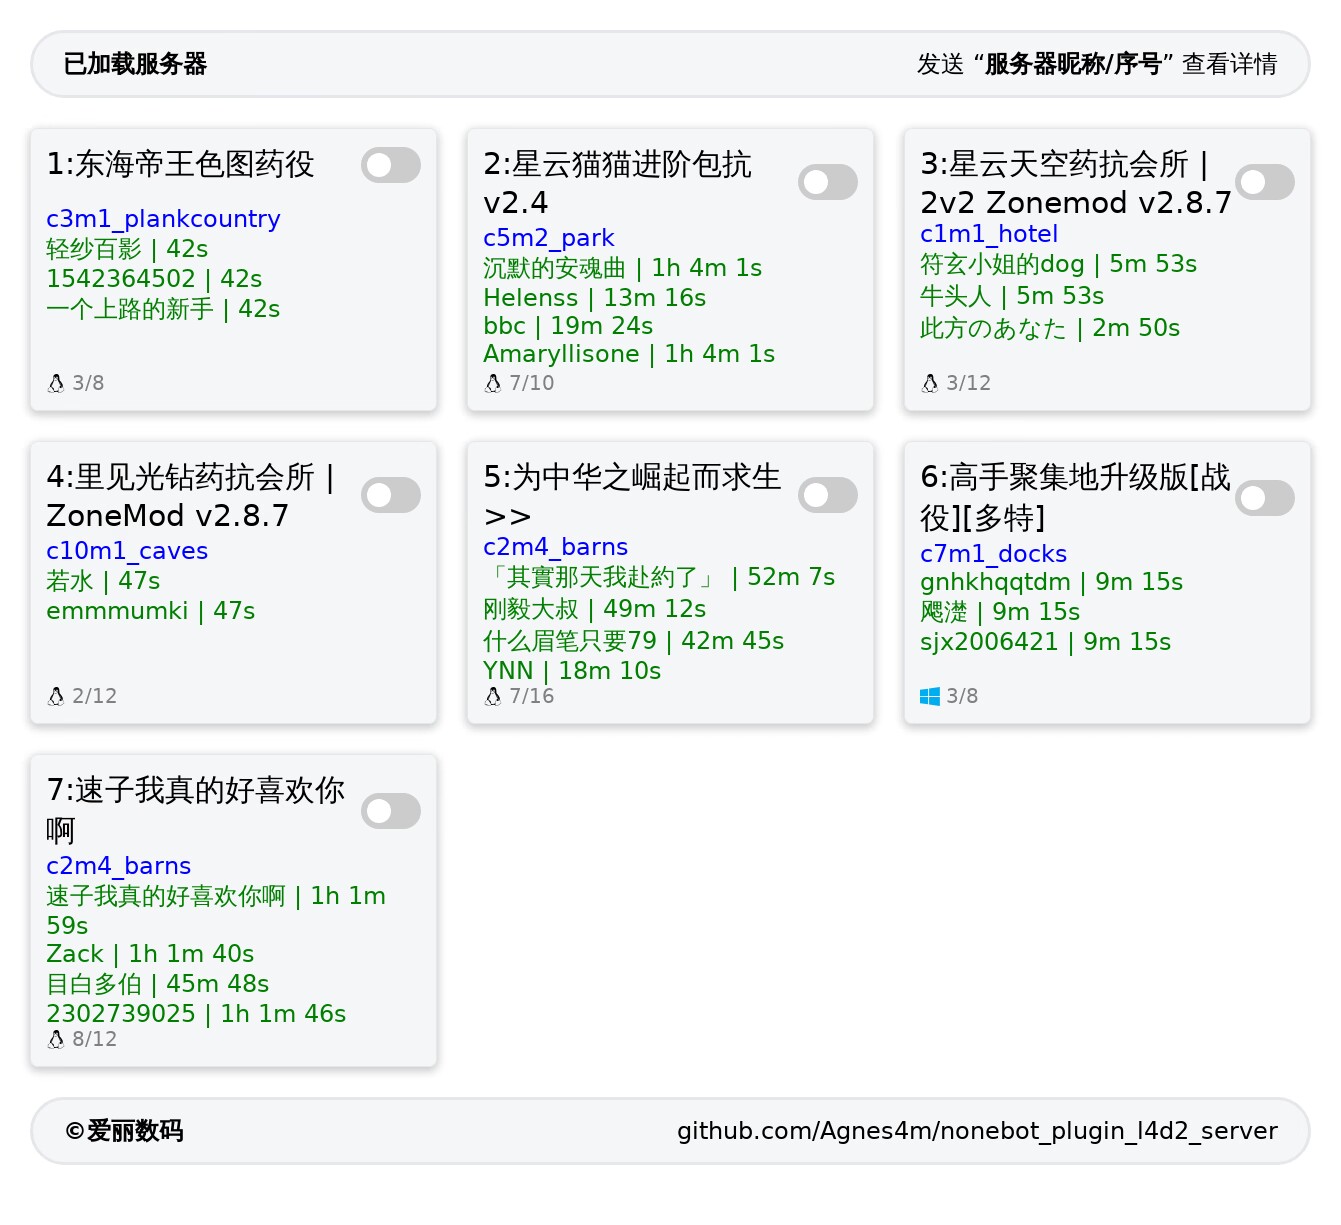 已加载服务器
发送 “服务器昵称/序号” 查看详情
1:东海帝王色图药役
c3m1_plankcountry
轻纱百影 | 42s
1542364502 | 42s
一个上路的新手 | 42s
3/8
2:星云猫猫进阶包抗
v2.4
c5m2_park
沉默的安魂曲 | 1h 4m 1s
Helenss | 13m 16s
bbc | 19m 24s
Amaryllisone | 1h 4m 1s
7/10
3:星云天空药抗会所 |
2v2 Zonemod v2.8.7
c1m1_hotel
符玄小姐的dog | 5m 53s
牛头人 | 5m 53s
此方のあなた | 2m 50s
3/12
4:里见光钻药抗会所 |
ZoneMod v2.8.7
c10m1_caves
若水 | 47s
emmmumki | 47s
2/12
5:为中华之崛起而求生
>>
c2m4_barns
「其實那天我赴約了」 | 52m 7s
刚毅大叔 | 49m 12s
什么眉笔只要79 | 42m 45s
YNN | 18m 10s
7/16
6:高手聚集地升级版[战
役][多特]
c7m1_docks
gnhkhqqtdm | 9m 15s
飕濋 | 9m 15s
sjx2006421 | 9m 15s
3/8
7:速子我真的好喜欢你
啊
c2m4_barns
速子我真的好喜欢你啊 | 1h 1m
59s
Zack | 1h 1m 40s
目白多伯 | 45m 48s
2302739025 | 1h 1m 46s
8/12
©爱丽数码
github.com/Agnes4m/nonebot_plugin_l4d2_server